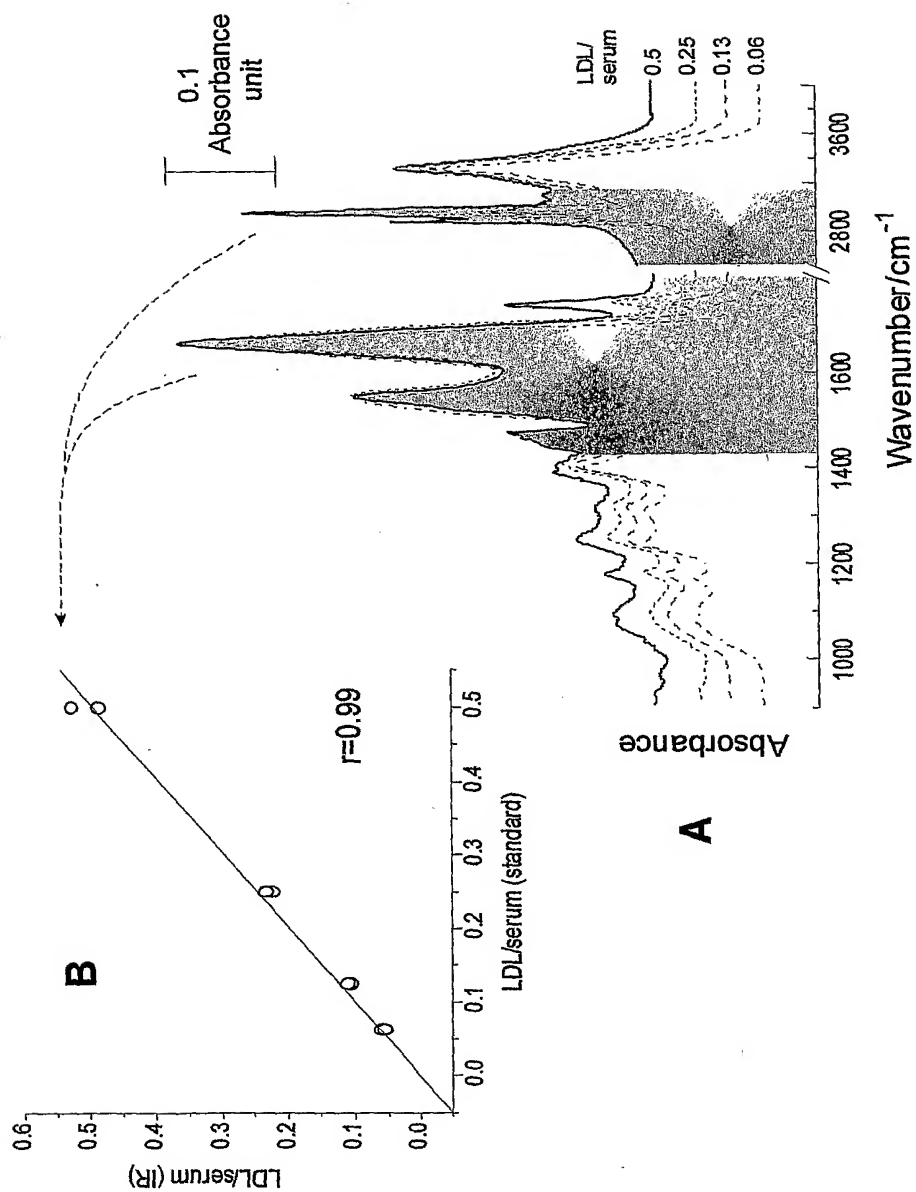 B
LDL/serum (IR)
0.6
0.5
0.4
0.3
0.2
0.1
0.0
r=0.99
0.0
0.1
0.2
0.3
0.4
0.5
LDL/serum (standard)
A
Absorbance
0.1
Absorbance
unit
LDL/
serum
0.5
0.25
0.13
0.06
1000
1200
1400
1600
2800
3600
Wavenumber/cm⁻¹